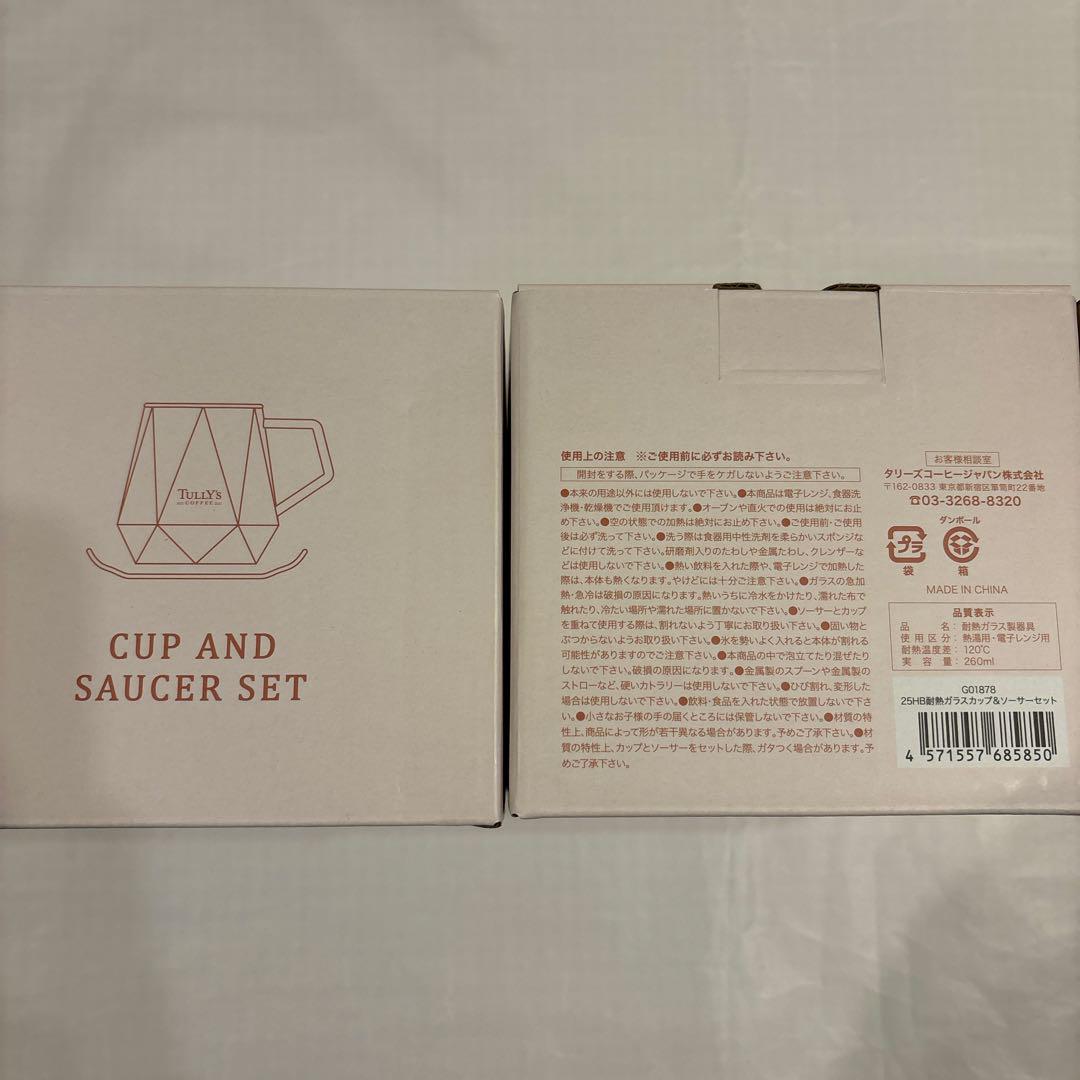 TULLY'S
COFFEE
CUP AND
SAUCER SET
使用上の注意 ※ご使用前に必ずお読み下さい。
開封をする際、パッケージで手をケガしないようご注意下さい。
●本来の用途以外には使用しないで下さい。●本商品は電子レンジ、食器洗
浄機・乾燥機でご使用頂けます。●オーブンや直火での使用は絶対にお止
め下さい。●空の状態での加熱は絶対にお止め下さい。●ご使用前・ご使用
後は必ず洗って下さい。●洗う際は食器用中性洗剤を柔らかいスポンジな
どに付けて洗って下さい。研磨剤入りのたわしや金属たわし、クレンザーな
どは使用しないで下さい。●熱い飲料を入れた際や、電子レンジで加熱した
際は、本体も熱くなります。やけどには十分ご注意下さい。●ガラスの急加
熱・急冷は破損の原因になります。熱いうちに冷水をかけたり、濡れた布で
触れたり、冷たい場所や濡れた場所に置かないで下さい。●ソーサーとカップ
を重ねて使用する際は、割れないよう丁寧にお取り扱い下さい。●固い物と
ぶつからないようお取り扱い下さい。●氷を勢いよく入れると本体が割れる
可能性がありますのでご注意下さい。●本商品の中で泡立てたり混ぜたり
しないで下さい。破損の原因になります。●金属製のスプーンや金属製の
ストローなど、硬いカトラリーは使用しないで下さい。●ひび割れ、変形した
場合は使用しないで下さい。●飲料・食品を入れた状態で放置しないで下さ
い。●小さなお子様の手の届くところには保管しないで下さい。●材質の特
性上、商品によって形が若干異なる場合があります。予めご了承下さい。●材
質の特性上、カップとソーサーをセットした際、ガタつく場合があります。予
めご了承下さい。
お客様相談室
タリーズコーヒージャパン株式会社
〒162-0833 東京都新宿区箪笥町22番地
☎03-3268-8320
ダンボール
プラ
袋 箱
MADE IN CHINA
品質表示
品 名: 耐熱ガラス製器具
使用区分: 熱湯用・電子レンジ用
耐熱温度差: 120℃
実容量: 260ml
G01878
25HB耐熱ガラスカップ&ソーサーセット
4 571557 685850